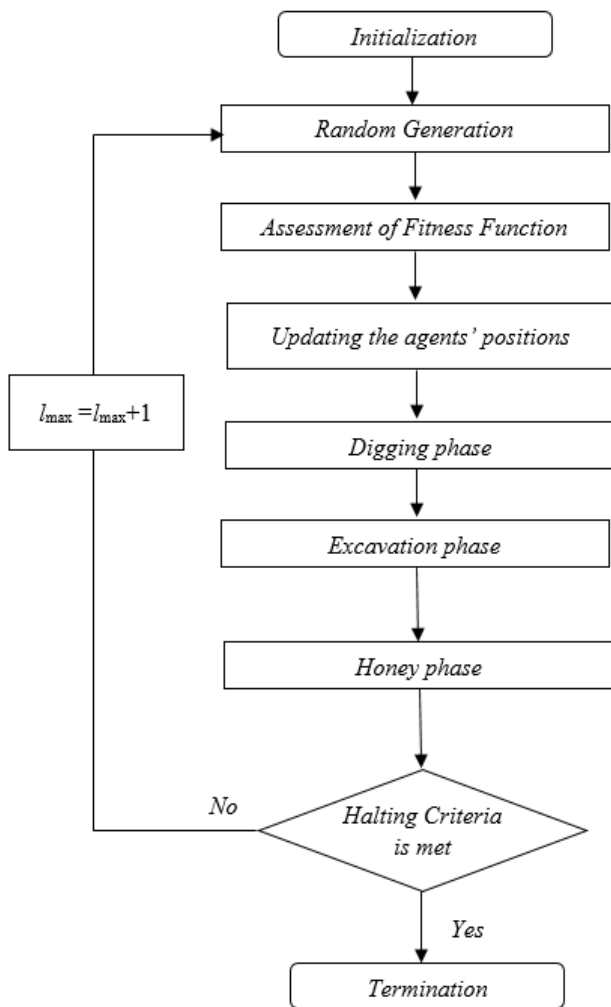 Initialization
Random Generation
Assessment of Fitness Function
Updating the agents’ positions
lmax =lmax+1
Digging phase
Excavation phase
Honey phase
No
Halting Criteria
is met
Yes
Termination